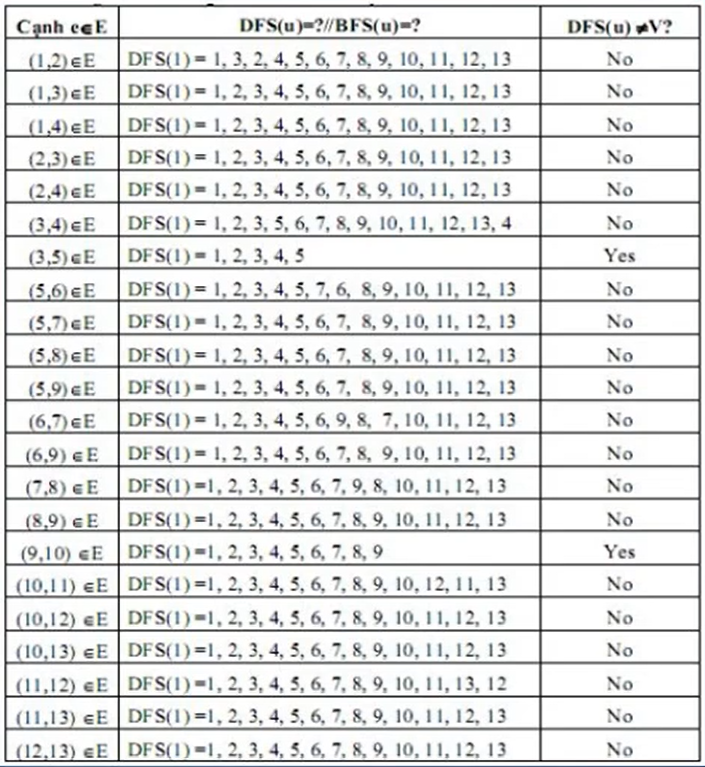 Cạnh e∈E DFS(u)=?//BFS(u)=? DFS(u) ≠V?
(1,2)∈E DFS(1) = 1, 3, 2, 4, 5, 6, 7, 8, 9, 10, 11, 12, 13 No
(1,3)∈E DFS(1) = 1, 2, 3, 4, 5, 6, 7, 8, 9, 10, 11, 12, 13 No
(1,4)∈E DFS(1) = 1, 2, 3, 4, 5, 6, 7, 8, 9, 10, 11, 12, 13 No
(2,3)∈E DFS(1) = 1, 2, 3, 4, 5, 6, 7, 8, 9, 10, 11, 12, 13 No
(2,4)∈E DFS(1) = 1, 2, 3, 4, 5, 6, 7, 8, 9, 10, 11, 12, 13 No
(3,4)∈E DFS(1) = 1, 2, 3, 5, 6, 7, 8, 9, 10, 11, 12, 13, 4 No
(3,5)∈E DFS(1) = 1, 2, 3, 4, 5 Yes
(5,6)∈E DFS(1) = 1, 2, 3, 4, 5, 7, 6, 8, 9, 10, 11, 12, 13 No
(5,7)∈E DFS(1) = 1, 2, 3, 4, 5, 6, 7, 8, 9, 10, 11, 12, 13 No
(5,8)∈E DFS(1) = 1, 2, 3, 4, 5, 6, 7, 8, 9, 10, 11, 12, 13 No
(5,9)∈E DFS(1) = 1, 2, 3, 4, 5, 6, 7, 8, 9, 10, 11, 12, 13 No
(6,7)∈E DFS(1) = 1, 2, 3, 4, 5, 6, 9, 8, 7, 10, 11, 12, 13 No
(6,9) ∈E DFS(1) = 1, 2, 3, 4, 5, 6, 7, 8, 9, 10, 11, 12, 13 No
(7,8) ∈E DFS(1) =1, 2, 3, 4, 5, 6, 7, 9, 8, 10, 11, 12, 13 No
(8,9) ∈E DFS(1) =1, 2, 3, 4, 5, 6, 7, 8, 9, 10, 11, 12, 13 No
(9,10) ∈E DFS(1) =1, 2, 3, 4, 5, 6, 7, 8, 9 Yes
(10,11) ∈E DFS(1) =1, 2, 3, 4, 5, 6, 7, 8, 9, 10, 12, 11, 13 No
(10,12) ∈E DFS(1) =1, 2, 3, 4, 5, 6, 7, 8, 9, 10, 11, 12, 13 No
(10,13) ∈E DFS(1) =1, 2, 3, 4, 5, 6, 7, 8, 9, 10, 11, 12, 13 No
(11,12) ∈E DFS(1) =1, 2, 3, 4, 5, 6, 7, 8, 9, 10, 11, 13, 12 No
(11,13) ∈E DFS(1) =1, 2, 3, 4, 5, 6, 7, 8, 9, 10, 11, 12, 13 No
(12,13) ∈E DFS(1) =1, 2, 3, 4, 5, 6, 7, 8, 9, 10, 11, 12, 13 No